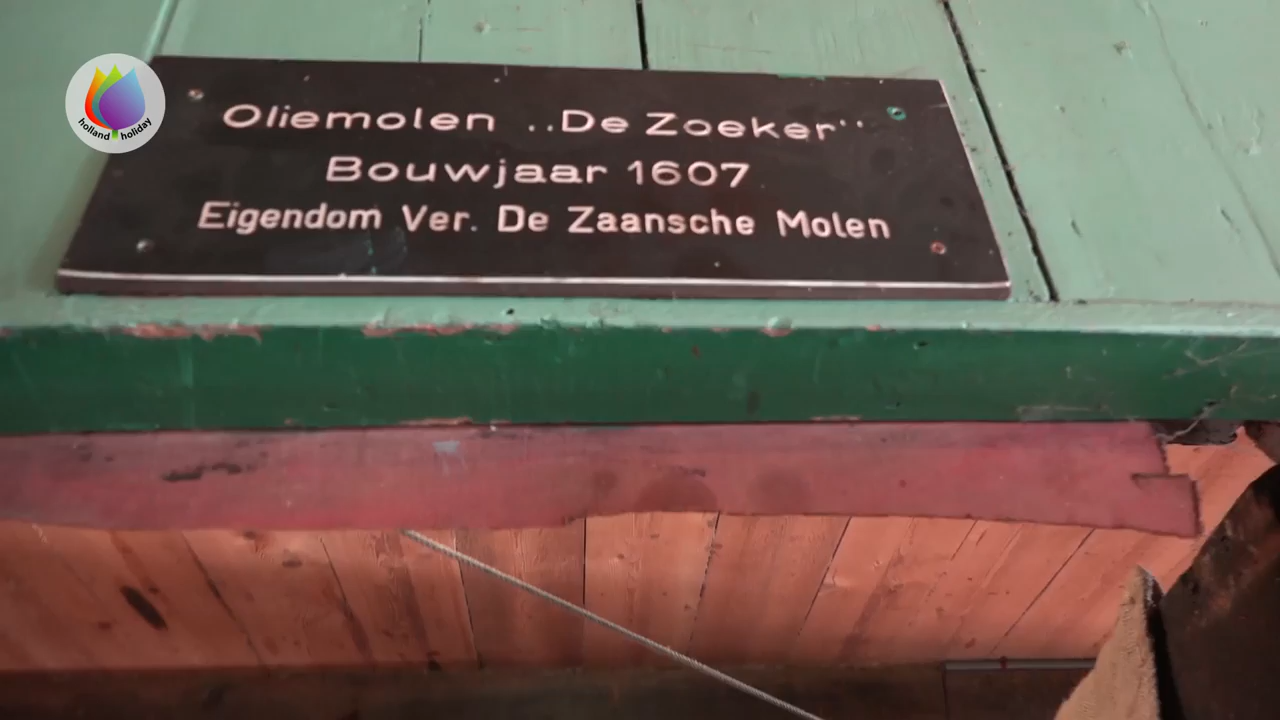 holland holiday
Oliemolen ..De Zoeker''
Bouwjaar 1607
Eigendom Ver. De Zaansche Molen